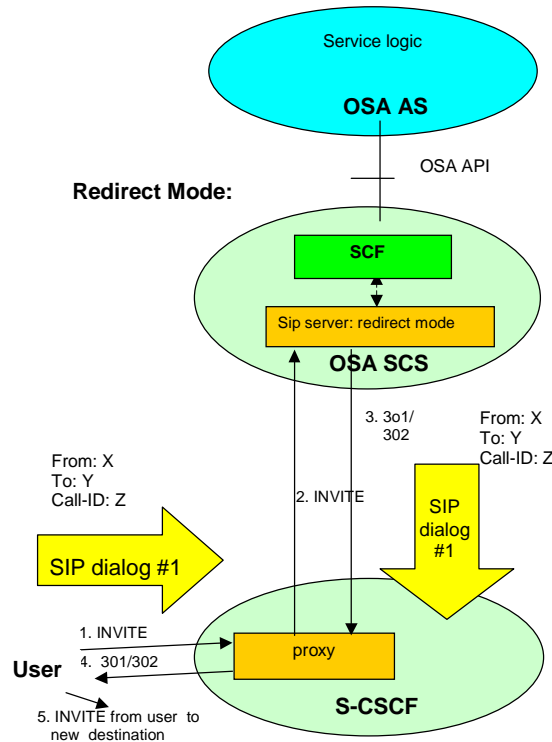 Service logic
OSA AS
OSA API
Redirect Mode:
SCF
Sip server: redirect mode
OSA SCS
3. 3o1/
302
From: X
To: Y
Call-ID: Z
From: X
To: Y
Call-ID: Z
2. INVITE
SIP
dialog
#1
SIP dialog #1
1. INVITE
proxy
4. 301/302
User
S-CSCF
5. INVITE from user to
new destination